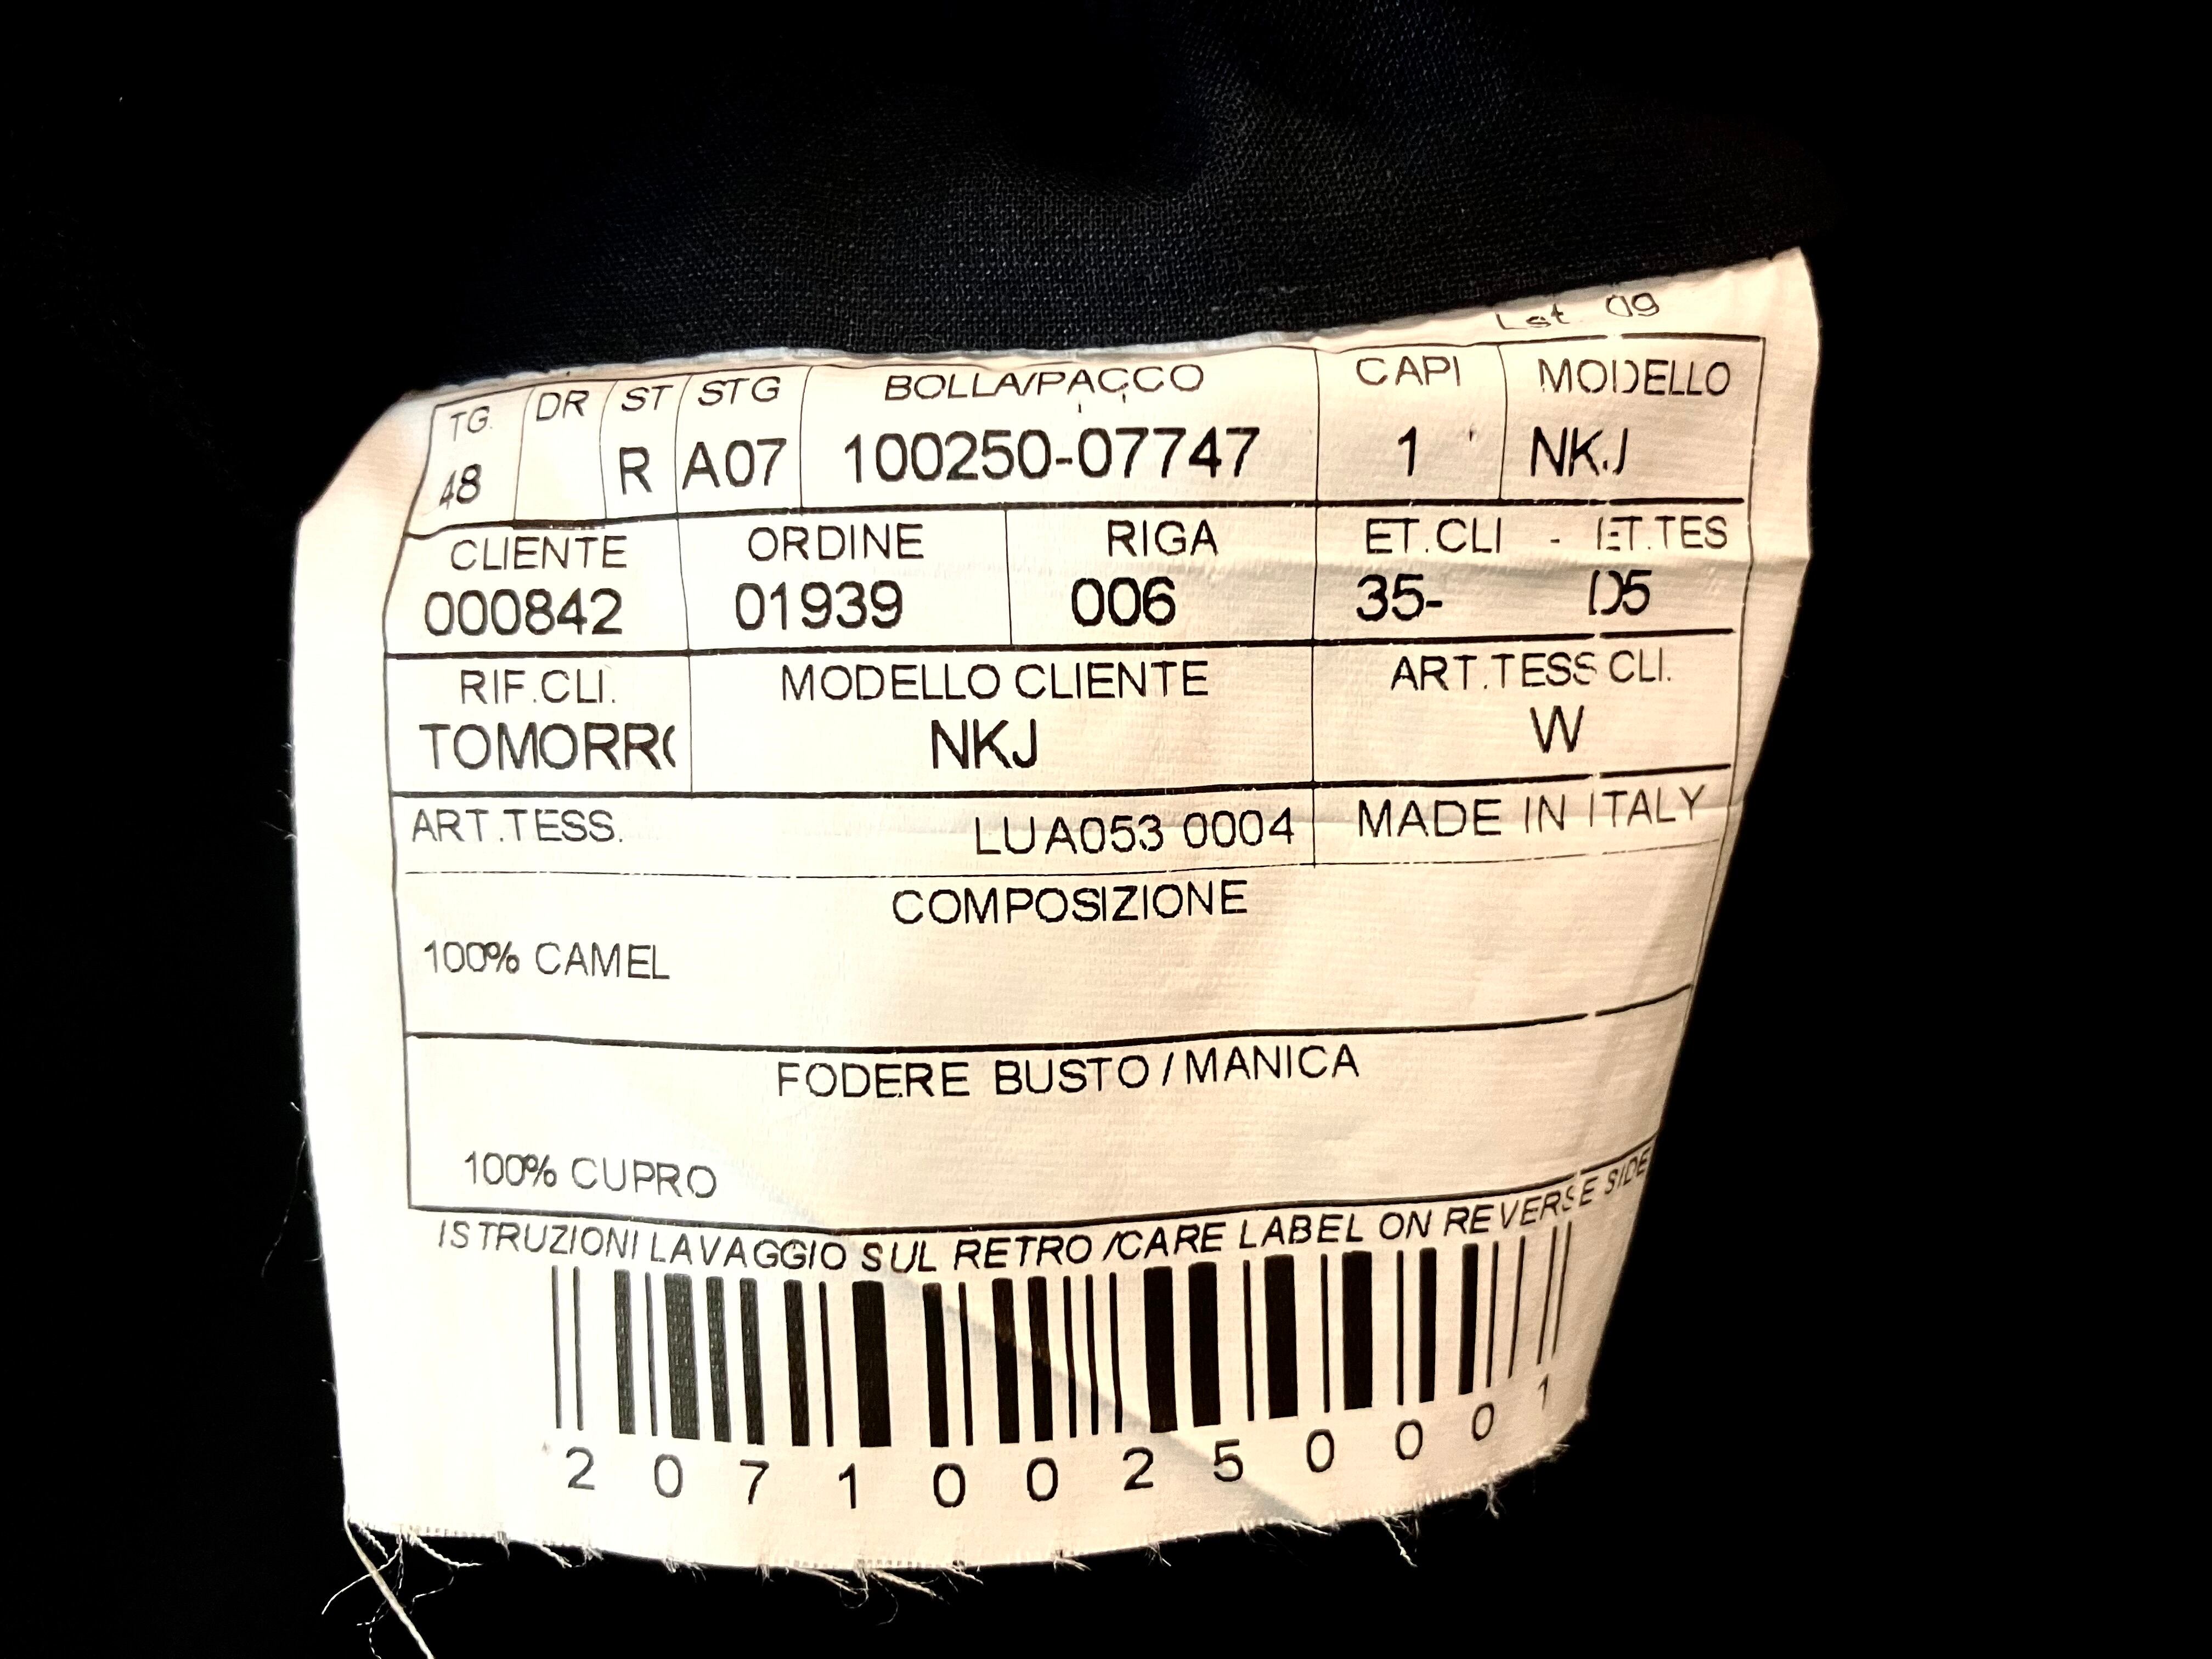 Lst 09
TG. DR ST STG BOLLA/PACCO CAPI MODELLO
48 R A07 100250-07747 1 NKJ
CLIENTE ORDINE RIGA ET.CLI - ET.TES
000842 01939 006 35- D5
RIF.CLI. MODELLO CLIENTE ART.TESS CLI.
TOMORR NKJ W
ART.TESS. LUA053 0004 MADE IN ITALY
COMPOSIZIONE
100% CAMEL
FODERE BUSTO / MANICA
100% CUPRO
ISTRUZIONI LAVAGGIO SUL RETRO /CARE LABEL ON REVERSE SIDE
207100250001